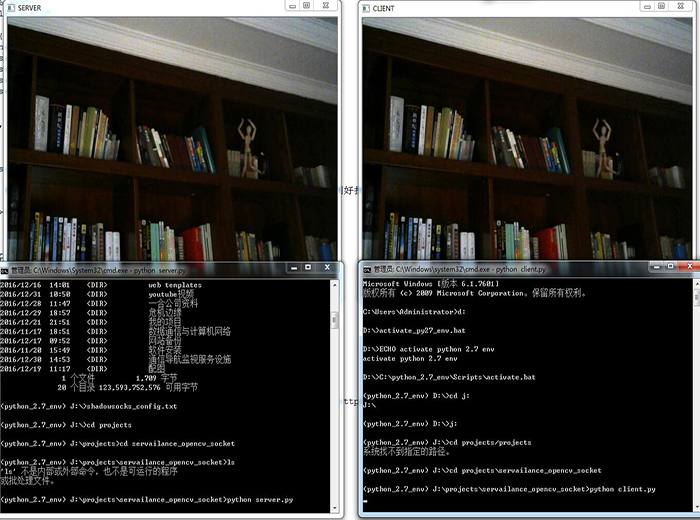 SERVER
管理员: C:\Windows\System32\cmd.exe - python server.py
2016/12/16  14:01    <DIR>          web templates
2016/12/31  10:50    <DIR>          youtube视频
2016/12/28  11:47    <DIR>          一合公司资料
2016/12/29  18:57    <DIR>          危机边缘
2016/12/21  21:51    <DIR>          我的项目
2016/11/17  18:51    <DIR>          数据通信与计算机网络
2016/12/17  09:52    <DIR>          网站备份
2016/11/20  15:49    <DIR>          软件安装
2016/12/30  14:53    <DIR>          通信导航监视服务设施
2016/12/19  11:17    <DIR>          配图
1 个文件          1,709 字节
20 个目录 123,593,752,576 可用字节
(python_2.7_env) J:\>shadowsocks_config.txt
(python_2.7_env) J:\>cd projects
(python_2.7_env) J:\projects>cd servailance_opencv_socket
(python_2.7_env) J:\projects\servailance_opencv_socket>ls
'ls' 不是内部或外部命令，也不是可运行的程序
或批处理文件。
(python_2.7_env) J:\projects\servailance_opencv_socket>python server.py
CLIENT
管理员: C:\Windows\System32\cmd.exe - python client.py
Microsoft Windows [版本 6.1.7601]
版权所有 (c) 2009 Microsoft Corporation。保留所有权利。
C:\Users\Administrator>d:
D:\>activate_py27_env.bat
D:\>ECHO activate python 2.7 env
activate python 2.7 env
D:\>C:\python_2.7_env\Scripts\activate.bat
(python_2.7_env) D:\>cd j:
J:\
(python_2.7_env) D:\>j:
(python_2.7_env) J:\>cd projects/projects
系统找不到指定的路径。
(python_2.7_env) J:\>cd projects\servailance_opencv_socket
(python_2.7_env) J:\projects\servailance_opencv_socket>python client.py